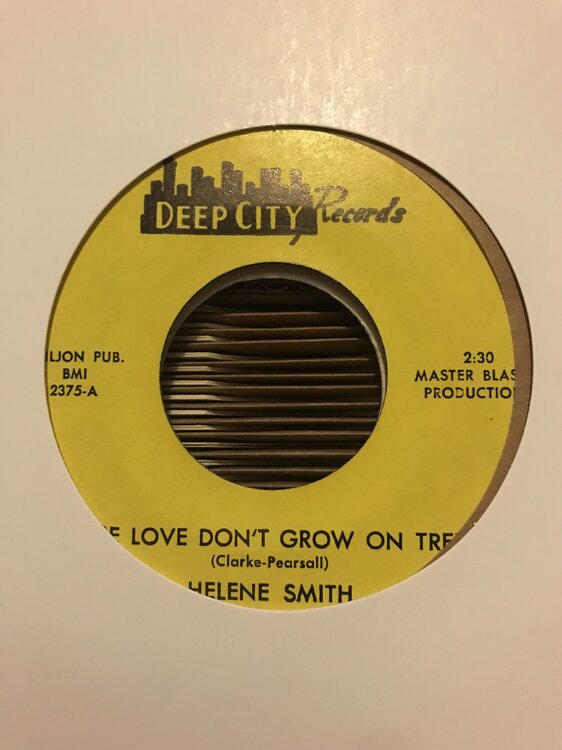 DEEP CITY Records
LJON PUB.
BMI
2375-A
2:30
MASTER BLAS
PRODUCTIO
E LOVE DON'T GROW ON TRE
(Clarke-Pearsall)
HELENE SMITH